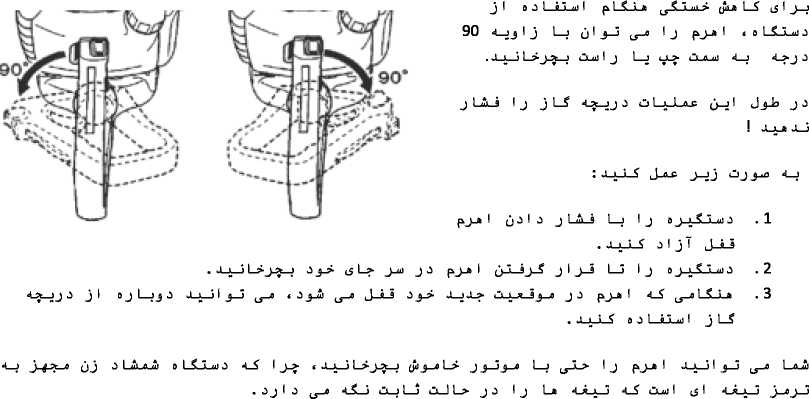 برای کاهش خستگی هنگام استفاده از
دستگاه، اهرم را می توان با زاویه 90
درجه به سمت چپ یا راست بچرخانید.
در طول این عملیات دریچه گاز را فشار
ندهید !
به صورت زیر عمل کنید:
1. دستگیره را با فشار دادن اهرم
قفل آزاد کنید.
2. دستگیره را تا قرار گرفتن اهرم در سر جای خود بچرخانید.
3. هنگامی که اهرم در موقعیت جدید خود قفل می شود، می توانید دوباره از دریچه
گاز استفاده کنید.
شما می توانید اهرم را حتی با موتور خاموش بچرخانید، چرا که دستگاه شمشاد زن مجهز به
ترمز تیغه ای است که تیغه ها را در حالت ثابت نگه می دارد.
90°
90°